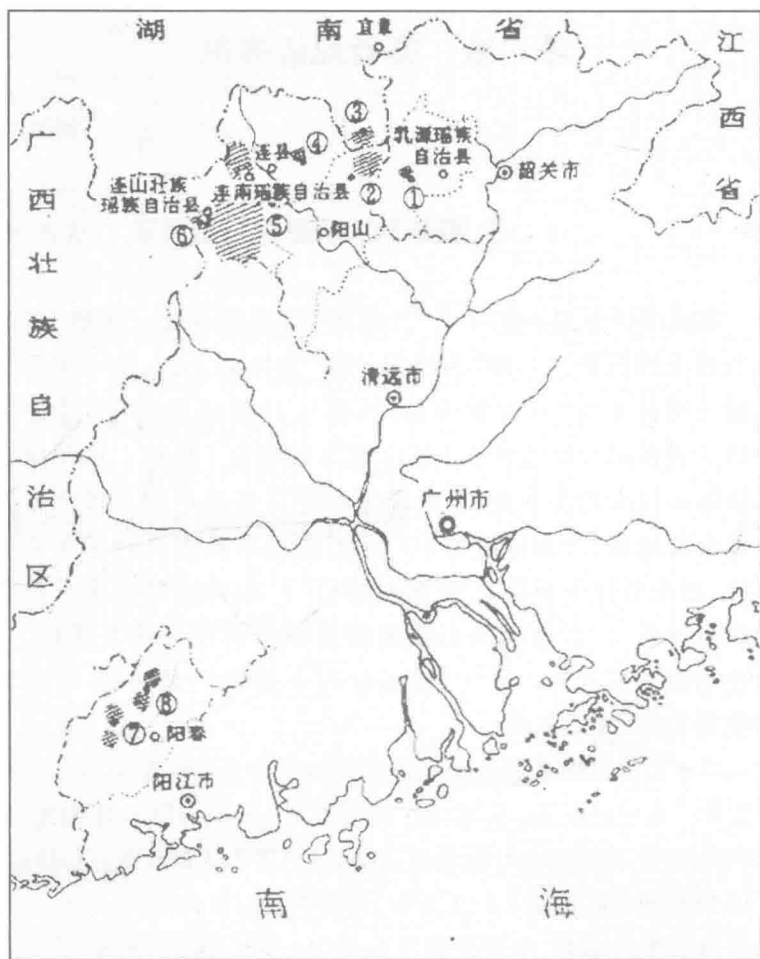 湖南省
宜章
江西省
广西壮族自治区
③
④
乳源瑶族
自治县
连县
韶关市
连山壮族
瑶族自治县
连南瑶族自治县
②
①
⑥
⑤
阳山
清远市
广州市
⑧
⑦
阳春
阳江市
南海